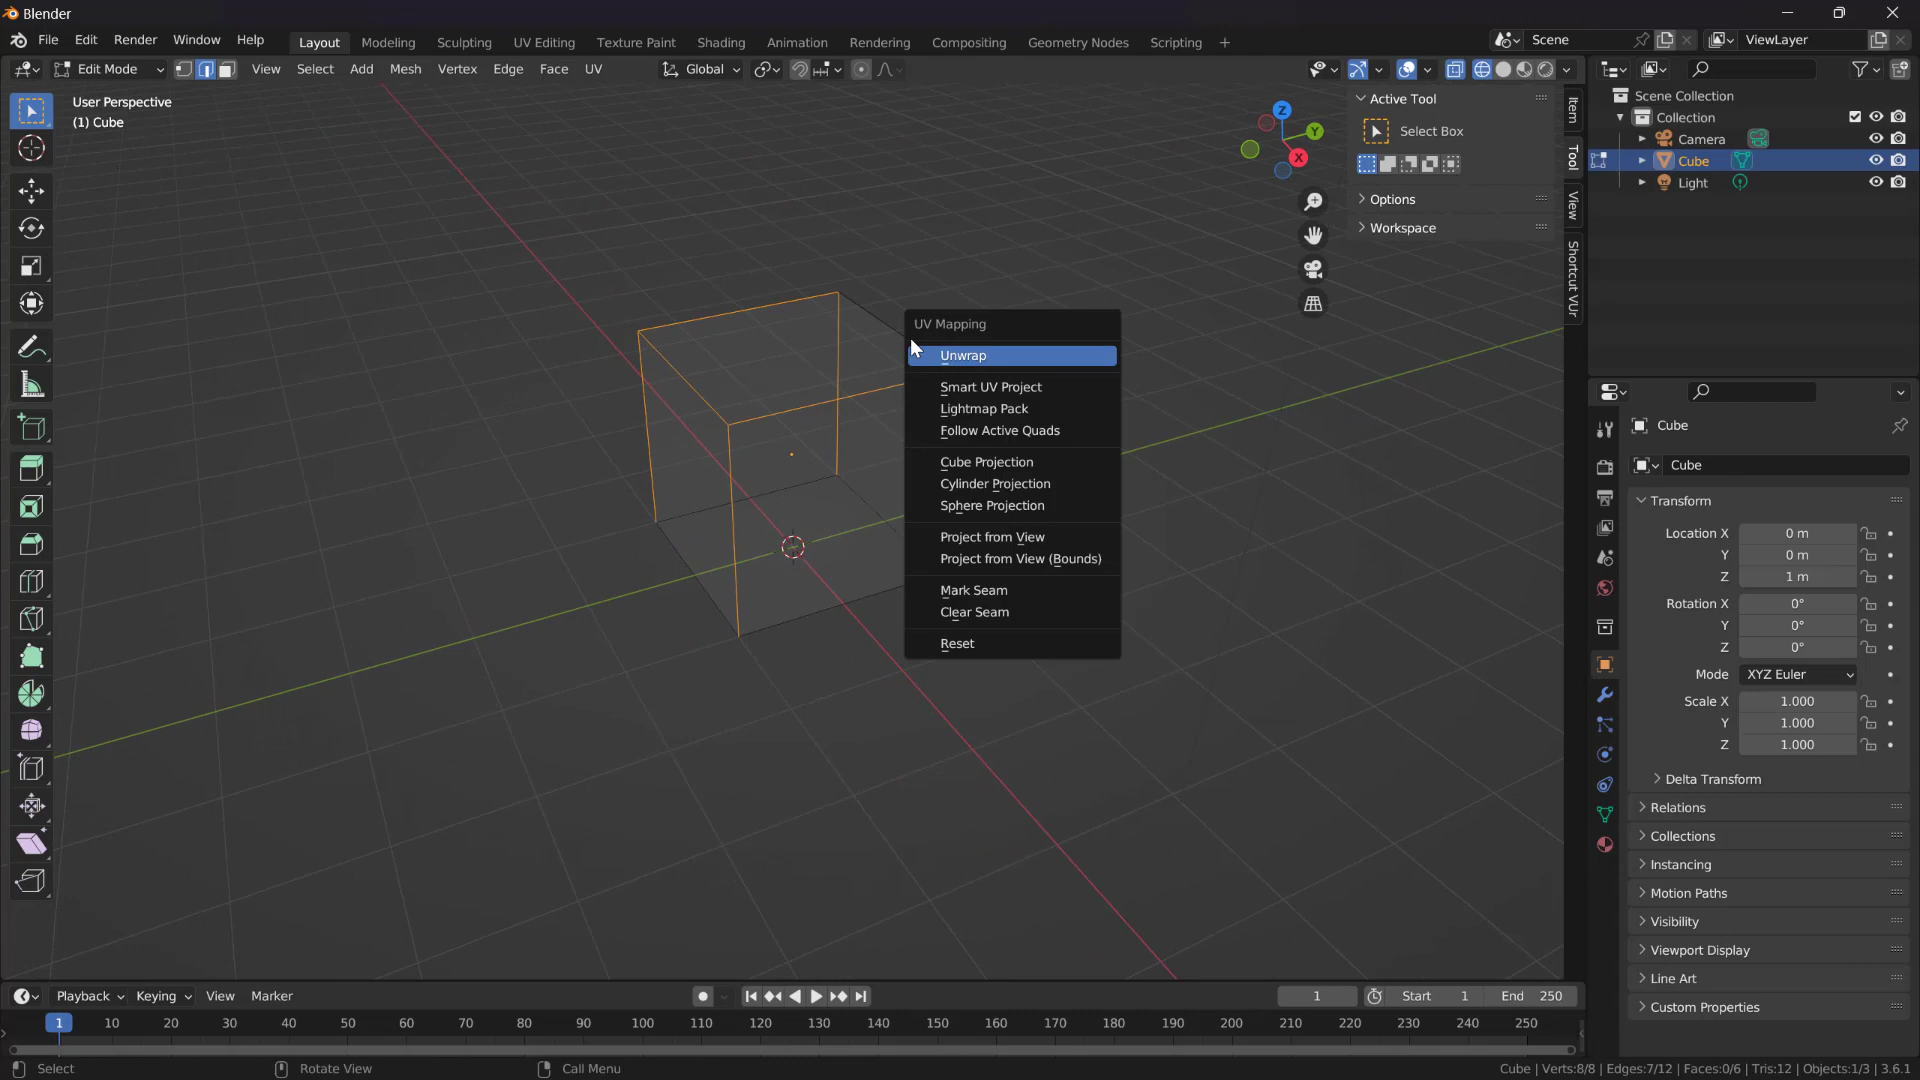 Blender
File Edit Render Window Help
Layout Modeling Sculpting UV Editing Texture Paint Shading Animation Rendering Compositing Geometry Nodes Scripting +
Scene
ViewLayer
Edit Mode View Select Add Mesh Vertex Edge Face UV
Global
User Perspective
(1) Cube
Z
Y
X
Active Tool
Select Box
Options
Workspace
Item
Tool
View
Shortcut VUr
Scene Collection
Collection
Camera
Cube
Light
UV Mapping
Unwrap
Smart UV Project
Lightmap Pack
Follow Active Quads
Cube Projection
Cylinder Projection
Sphere Projection
Project from View
Project from View (Bounds)
Mark Seam
Clear Seam
Reset
Cube
Cube
Transform
Location X 0 m
Y 0 m
Z 1 m
Rotation X 0°
Y 0°
Z 0°
Mode XYZ Euler
Scale X 1.000
Y 1.000
Z 1.000
Delta Transform
Relations
Collections
Instancing
Motion Paths
Visibility
Viewport Display
Line Art
Custom Properties
Playback Keying View Marker
1 Start 1 End 250
1 10 20 30 40 50 60 70 80 90 100 110 120 130 140 150 160 170 180 190 200 210 220 230 240 250
Select Rotate View Call Menu
Cube | Verts:8/8 | Edges:7/12 | Faces:0/6 | Tris:12 | Objects:1/3 | 3.6.1